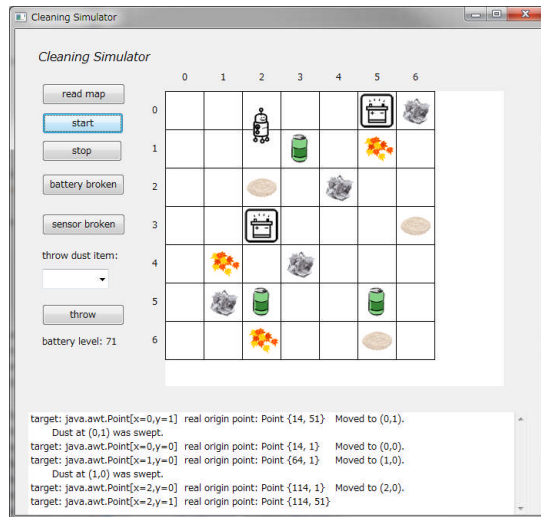 Cleaning Simulator
Cleaning Simulator
0 1 2 3 4 5 6
read map
0
start
stop
1
battery broken
2
sensor broken
3
throw dust item:
4
throw
5
battery level: 71
6
target: java.awt.Point[x=0,y=1] real origin point: Point {14, 51} Moved to (0,1).
Dust at (0,1) was swept.
target: java.awt.Point[x=0,y=0] real origin point: Point {14, 1} Moved to (0,0).
target: java.awt.Point[x=1,y=0] real origin point: Point {64, 1} Moved to (1,0).
Dust at (1,0) was swept.
target: java.awt.Point[x=2,y=0] real origin point: Point {114, 1} Moved to (2,0).
target: java.awt.Point[x=2,y=1] real origin point: Point {114, 51}